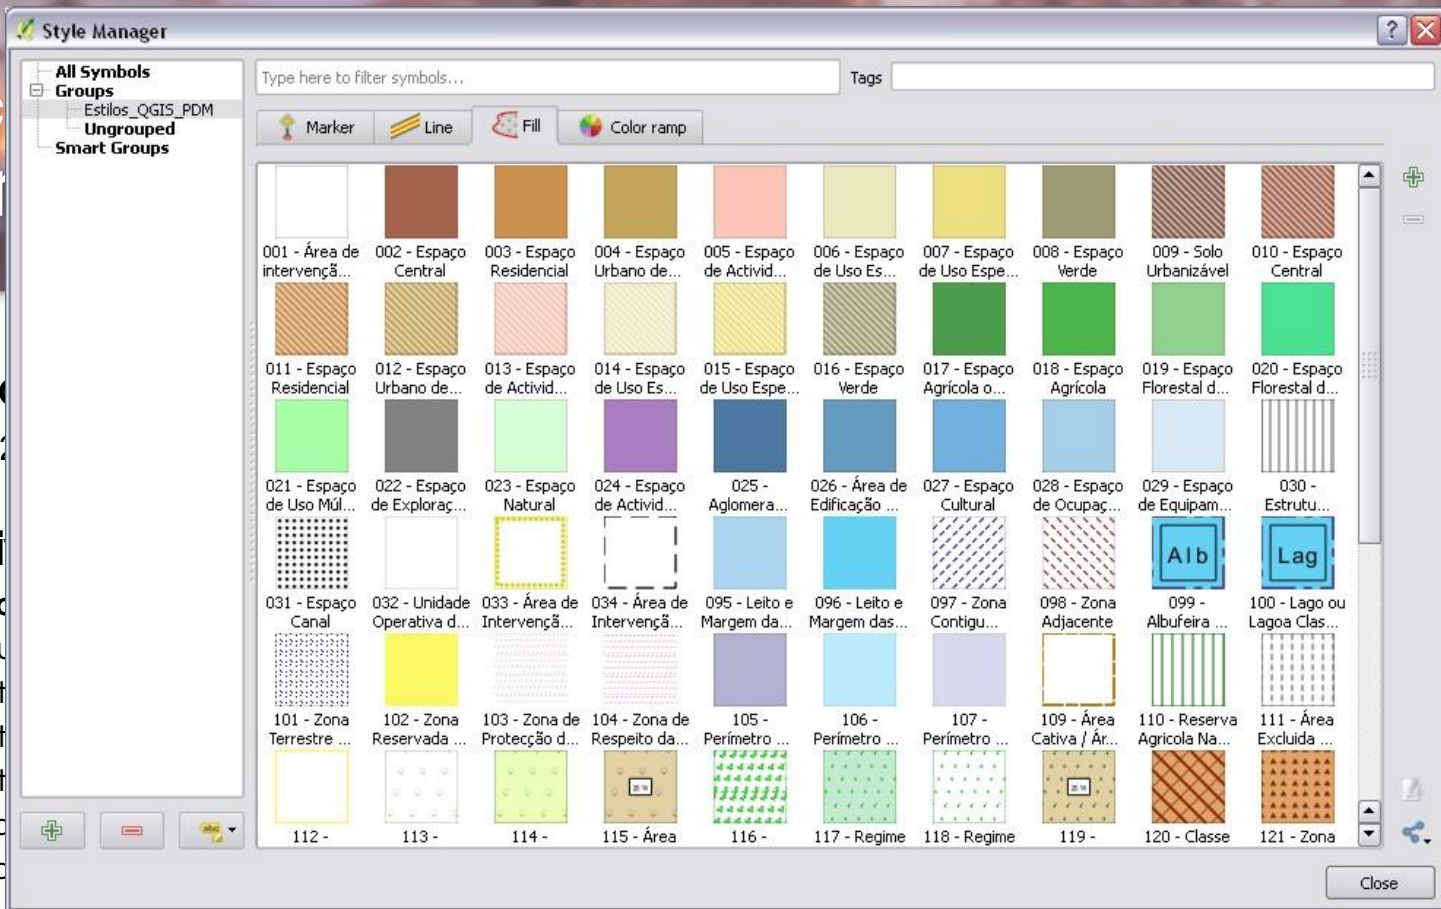 Style Manager
All Symbols
Groups
Estilos_QGIS_PDM
Ungrouped
Smart Groups
Type here to filter symbols...
Tags
Marker
Line
Fill
Color ramp
001 - Área de
intervençã...
002 - Espaço
Central
003 - Espaço
Residencial
004 - Espaço
Urbano de...
005 - Espaço
de Activid...
006 - Espaço
de Uso Es...
007 - Espaço
de Uso Espe...
008 - Espaço
Verde
009 - Solo
Urbanizável
010 - Espaço
Central
011 - Espaço
Residencial
012 - Espaço
Urbano de...
013 - Espaço
de Activid...
014 - Espaço
de Uso Es...
015 - Espaço
de Uso Espe...
016 - Espaço
Verde
017 - Espaço
Agrícola o...
018 - Espaço
Agrícola
019 - Espaço
Florestal d...
020 - Espaço
Florestal d...
021 - Espaço
de Uso Múl...
022 - Espaço
de Exploraç...
023 - Espaço
Natural
024 - Espaço
de Activid...
025 -
Aglomera...
026 - Área de
Edificação ...
027 - Espaço
Cultural
028 - Espaço
de Ocupaç...
029 - Espaço
de Equipam...
030 -
Estrutu...
Alb
Lag
031 - Espaço
Canal
032 - Unidade
Operativa d...
033 - Área de
Intervençã...
034 - Área de
Intervençã...
095 - Leito e
Margem da...
096 - Leito e
Margem das...
097 - Zona
Contigu...
098 - Zona
Adjacente
099 -
Albufeira ...
100 - Lago ou
Lagoa Clas...
101 - Zona
Terrestre ...
102 - Zona
Reservada ...
103 - Zona de
Protecção d...
104 - Zona de
Respeito da...
105 -
Perímetro ...
106 -
Perímetro ...
107 -
Perímetro ...
109 - Área
Cativa / Ár...
110 - Reserva
Agricola Na...
111 - Área
Excluida ...
112 -
113 -
114 -
115 - Área
116 -
117 - Regime
118 - Regime
119 -
120 - Classe
121 - Zona
Close